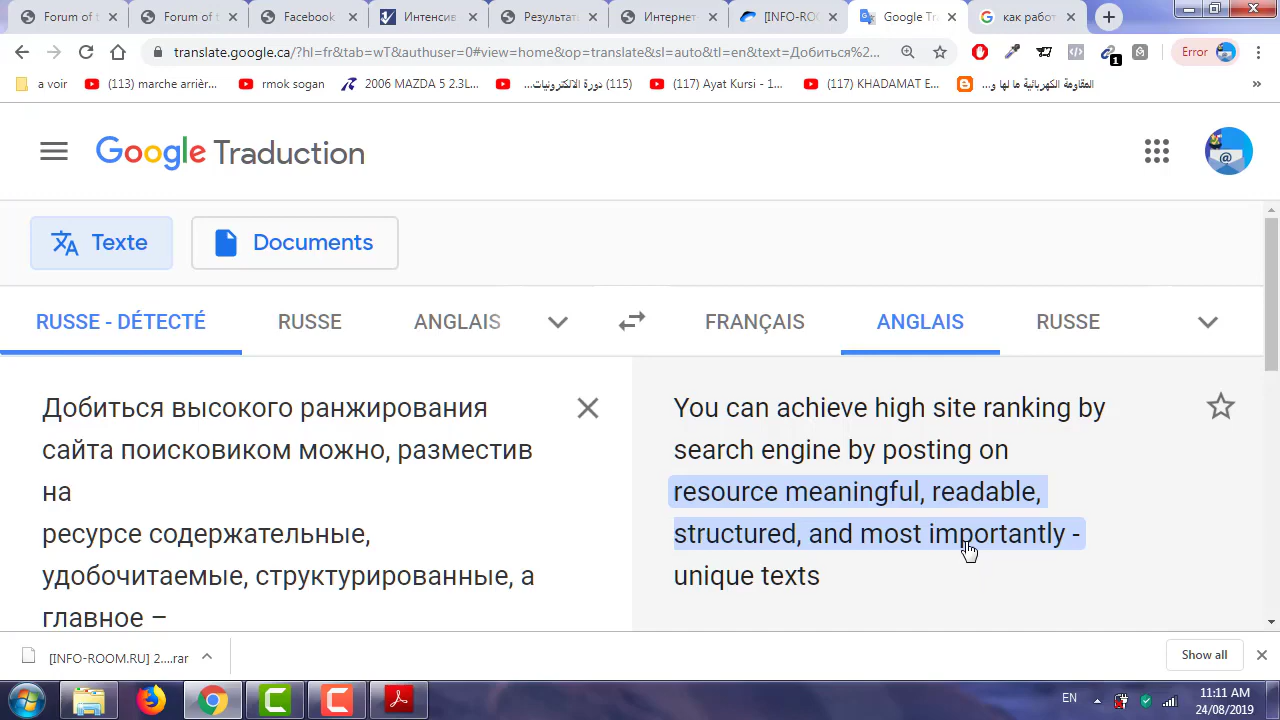 Forum of t
Forum of t
Facebook
Интенсив
Результат
Интернет
[INFO-ROO
Google Tra
как работ
translate.google.ca/?hl=fr&tab=wT&authuser=0#view=home&op=translate&sl=auto&tl=en&text=Добиться%2...
1
Error
a voir
(113) marche arrièr...
rmok sogan
2006 MAZDA 5 2.3L...
(115) دورة الالكترونيات...
(117) Ayat Kursi - 1...
(117) KHADAMAT E...
المقاومة الكهربائية ما لها و...
»
Google Traduction
@
Texte
Documents
RUSSE - DÉTECTÉ
RUSSE
ANGLAIS
FRANÇAIS
ANGLAIS
RUSSE
Добиться высокого ранжирования
сайта поисковиком можно, разместив
на
ресурсе содержательные,
удобочитаемые, структурированные, а
главное –
You can achieve high site ranking by
search engine by posting on
resource meaningful, readable,
structured, and most importantly -
unique texts
[INFO-ROOM.RU] 2....rar
Show all
EN
11:11 AM
24/08/2019